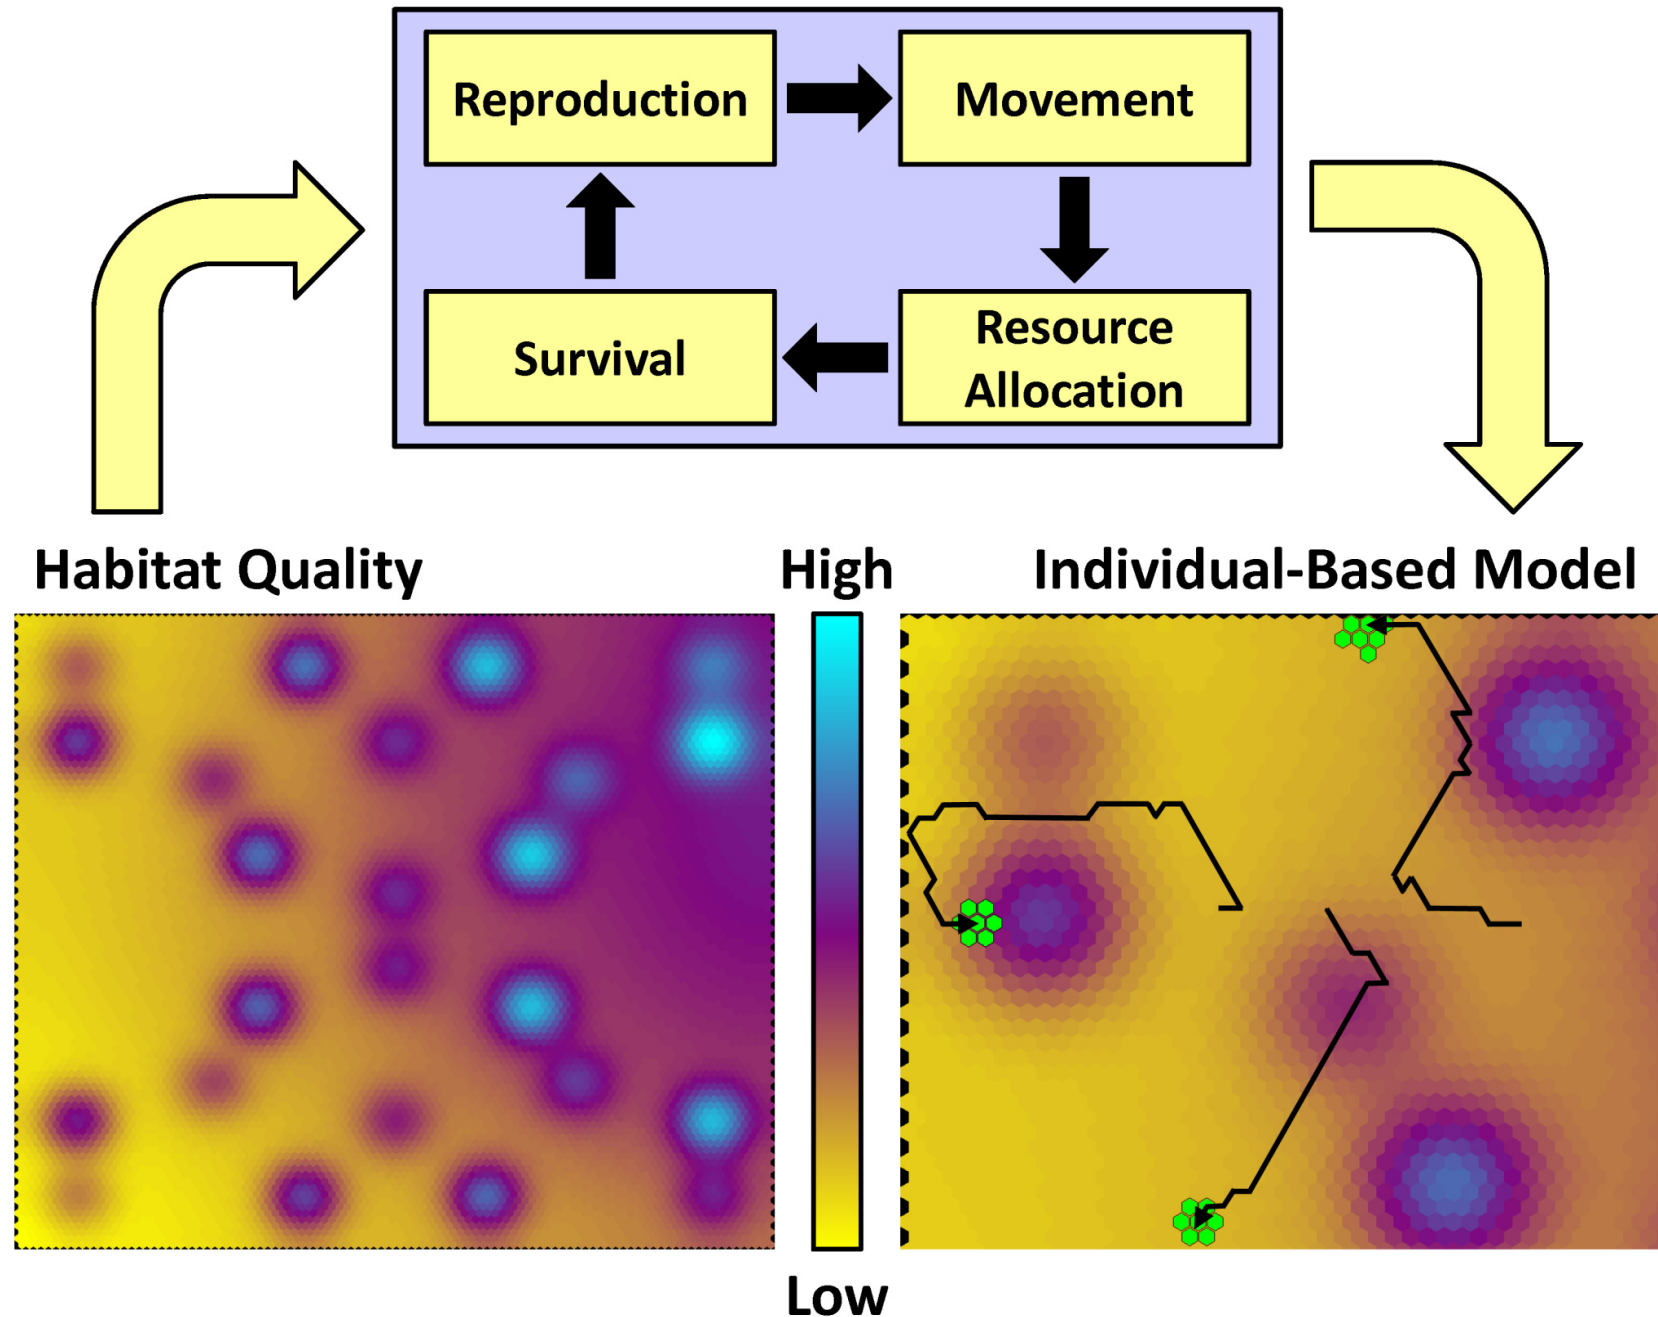 Reproduction
Movement
Survival
Resource
Allocation
Habitat Quality
High
Individual-Based Model
Low